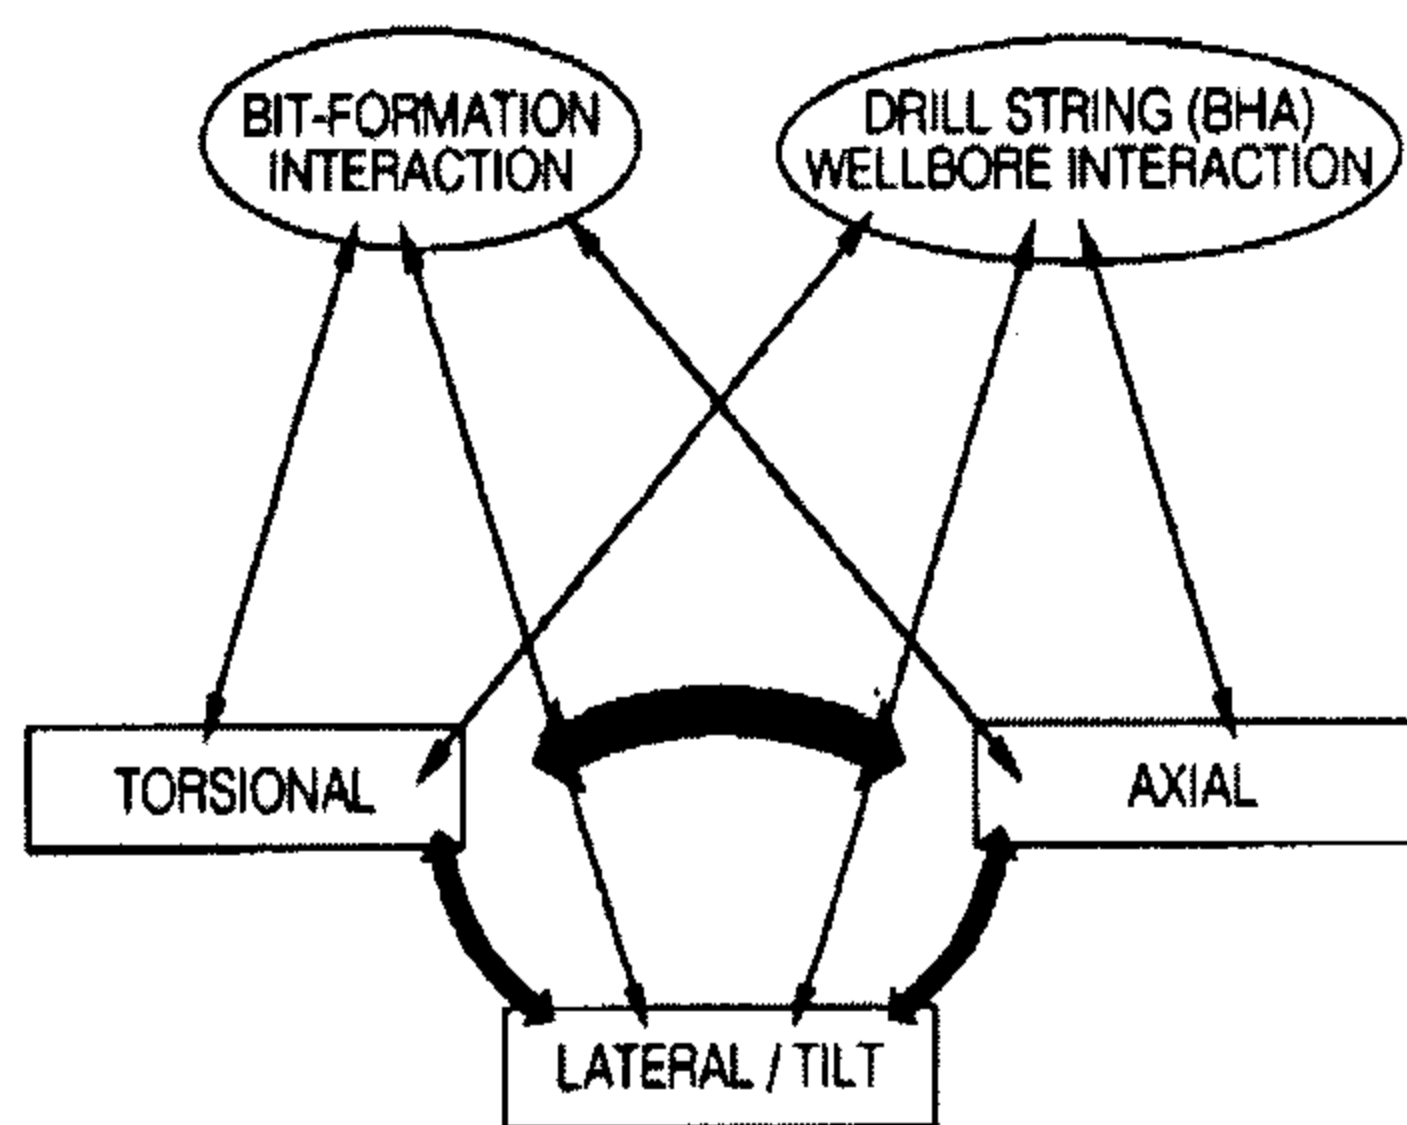 BIT-FORMATION
INTERACTION
DRILL STRING (BHA)
WELLBORE INTERACTION
TORSIONAL
AXIAL
LATERAL / TILT